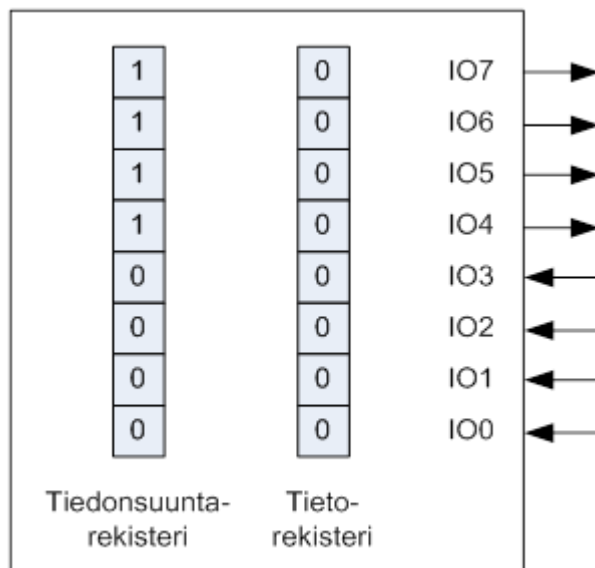 1 0 IO7
1 0 IO6
1 0 IO5
1 0 IO4
0 0 IO3
0 0 IO2
0 0 IO1
0 0 IO0
Tiedonsuunta-
rekisteri
Tieto-
rekisteri